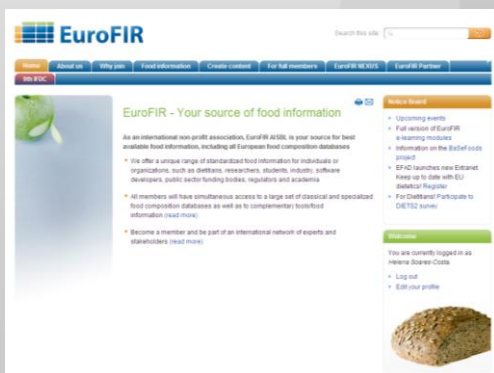 EuroFIR
Search this site:
Home About us Why join Food information Create content For full members EuroFIR NEXUS EuroFIR Partner
9th IFDC
EuroFIR - Your source of food information
As an international non-profit association, EuroFIR AISBL is your source for best
available food information, including all European food composition databases
We offer a unique range of standardized food information for individuals or
organizations, such as dietitians, researchers, students, industry, software
developers, public sector funding bodies, regulators and academia
All members will have simultaneous access to a large set of classical and specialized
food composition databases as well as to complementary tools/food
information (read more)
Become a member and be part of an international network of experts and
stakeholders (read more)
Notice Board
Upcoming events
Full version of EuroFIR
e-learning modules
Information on the BaSeFoods
project
EFAD launches new Extranet
Keep up to date with EU
dietetics! Register
For Dietitians! Participate to
DIETS2 survey
Welcome
You are currently logged in as
Helena Soares Costa.
Log out
Edit your profile